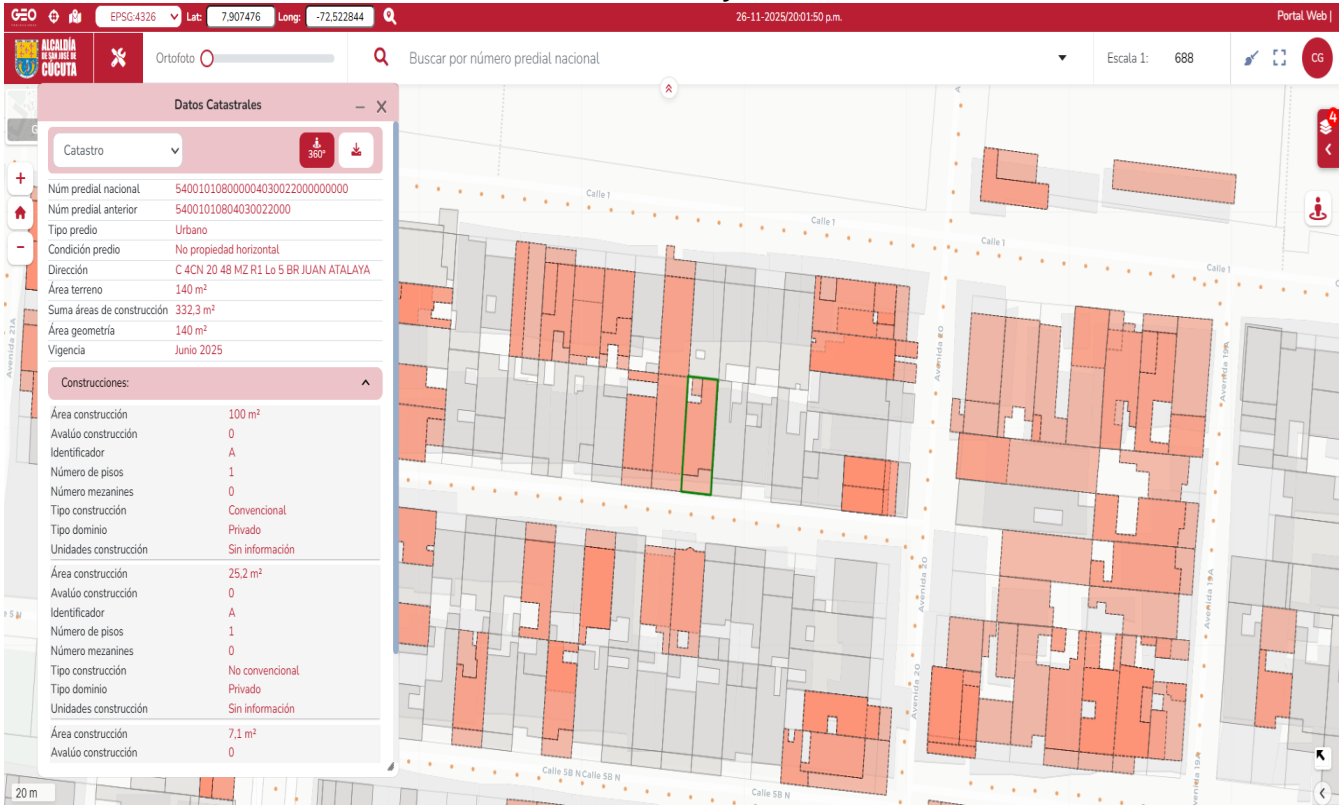 GEO
EPSG:4326
Lat:
7,907476
Long:
-72,522844
26-11-2025/20:01:50 p.m.
Portal Web |
ALCALDÍA
DE SAN JOSÉ DE
CÚCUTA
Ortofoto
Buscar por número predial nacional
Escala 1:
688
CG
4
Datos Catastrales
Catastro
360°
Núm predial nacional 540010108000004030022000000000
Núm predial anterior 54001010804030022000
Tipo predio Urbano
Condición predio No propiedad horizontal
Dirección C 4CN 20 48 MZ R1 Lo 5 BR JUAN ATALAYA
Área terreno 140 m²
Suma áreas de construcción 332,3 m²
Área geometría 140 m²
Vigencia Junio 2025
Construcciones:
Área construcción 100 m²
Avalúo construcción 0
Identificador A
Número de pisos 1
Número mezanines 0
Tipo construcción Convencional
Tipo dominio Privado
Unidades construcción Sin información
Área construcción 25,2 m²
Avalúo construcción 0
Identificador A
Número de pisos 1
Número mezanines 0
Tipo construcción No convencional
Tipo dominio Privado
Unidades construcción Sin información
Área construcción 7,1 m²
Avalúo construcción 0
Calle 1
Calle 1
Calle 1
Calle 1
Avenida 21A
Avenida 20
Avenida 19A
Avenida 20
Avenida 19A
Avenida 20
Calle 5B N Calle 5B N
Calle 5B N
20 m